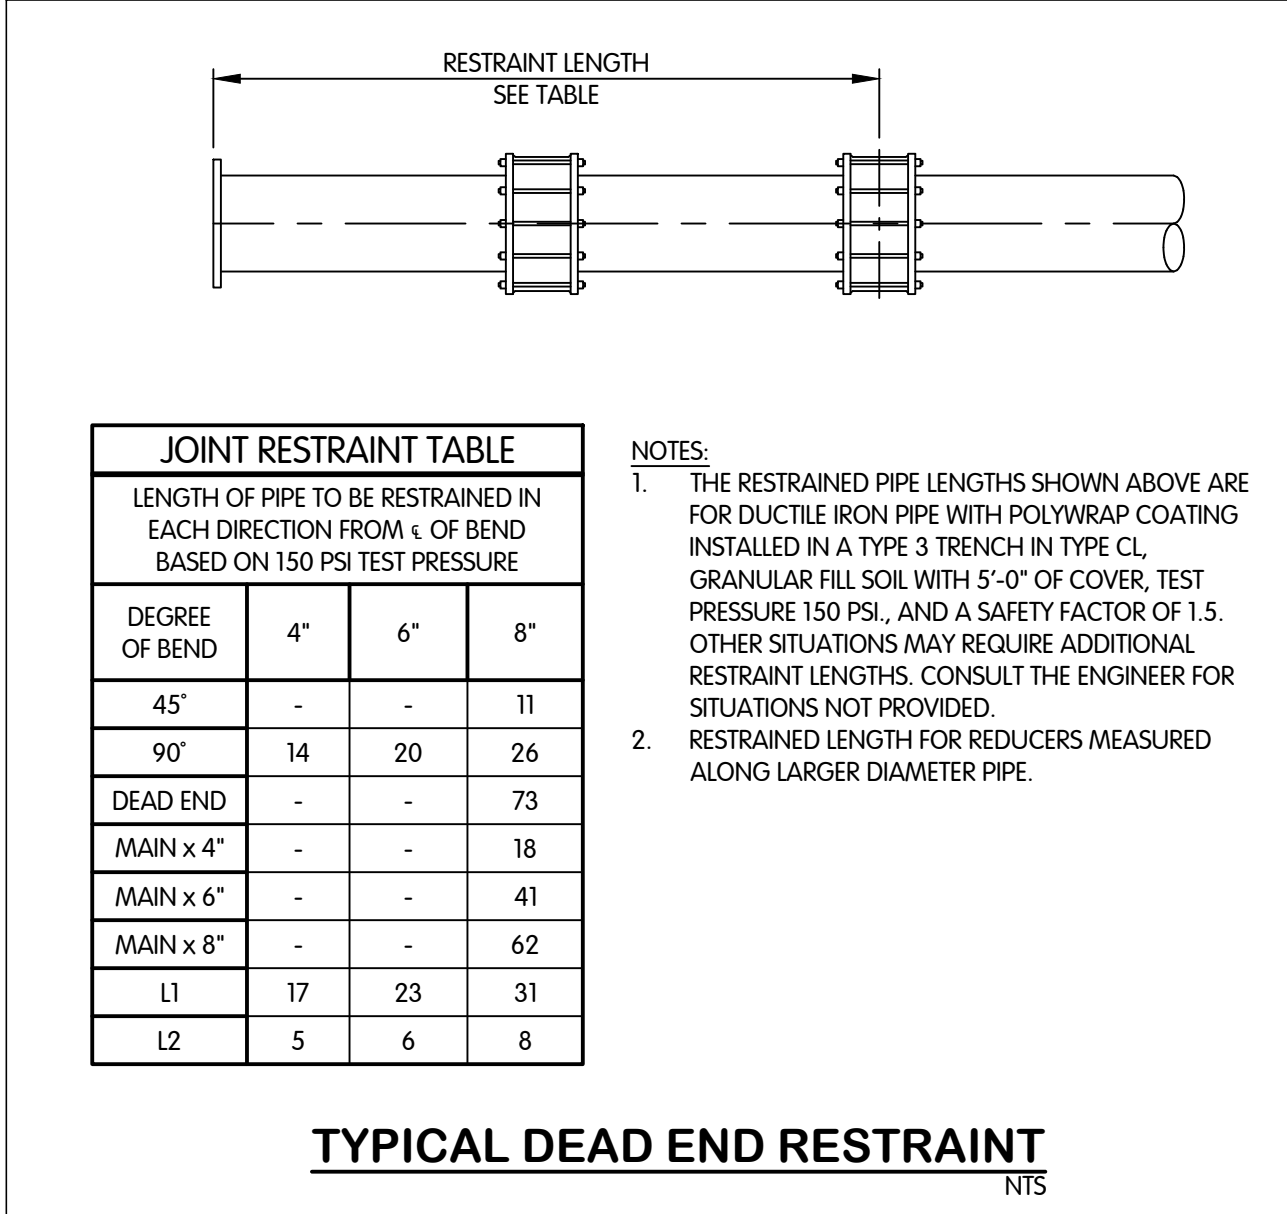 RESTRAINT LENGTH
SEE TABLE
JOINT RESTRAINT TABLE
LENGTH OF PIPE TO BE RESTRAINED IN
EACH DIRECTION FROM ℄ OF BEND
BASED ON 150 PSI TEST PRESSURE
DEGREE
OF BEND 4" 6" 8"
45° - - 11
90° 14 20 26
DEAD END - - 73
MAIN x 4" - - 18
MAIN x 6" - - 41
MAIN x 8" - - 62
L1 17 23 31
L2 5 6 8
NOTES:
1. THE RESTRAINED PIPE LENGTHS SHOWN ABOVE ARE
FOR DUCTILE IRON PIPE WITH POLYWRAP COATING
INSTALLED IN A TYPE 3 TRENCH IN TYPE CL,
GRANULAR FILL SOIL WITH 5'-0" OF COVER, TEST
PRESSURE 150 PSI., AND A SAFETY FACTOR OF 1.5.
OTHER SITUATIONS MAY REQUIRE ADDITIONAL
RESTRAINT LENGTHS. CONSULT THE ENGINEER FOR
SITUATIONS NOT PROVIDED.
2. RESTRAINED LENGTH FOR REDUCERS MEASURED
ALONG LARGER DIAMETER PIPE.
TYPICAL DEAD END RESTRAINT
NTS